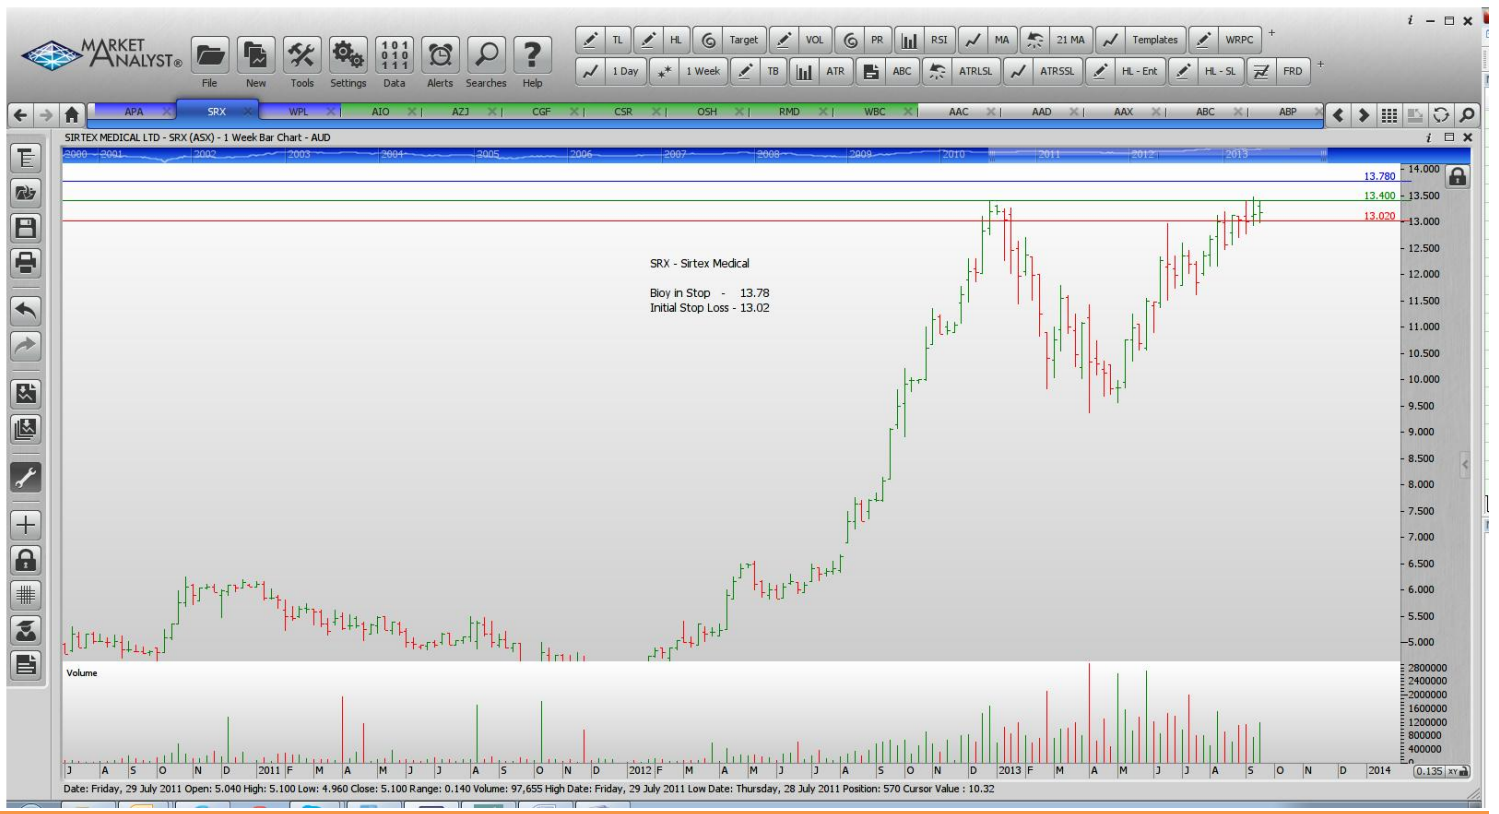 i
MARKET ANALYST®
File
New
Tools
Settings
101 010 111
Data
Alerts
Searches
?
Help
TL
HL
Target
VOL
PR
RSI
MA
21 MA
Templates
WRPC
+
1 Day
1 Week
TB
ATR
ABC
ATRLSL
ATRSSL
HL - Ent
HL - SL
FRD
+
APA
SRX
WPL
AIO
AZJ
CGF
CSR
OSH
RMD
WBC
AAC
AAD
AAX
ABC
ABP
SIRTEX MEDICAL LTD - SRX (ASX) - 1 Week Bar Chart - AUD
i
2000
2001
2002
2003
2004
2005
2006
2007
2008
2009
2010
2011
2012
2013
13.780
13.400
13.020
14.000
13.500
13.000
12.500
12.000
11.500
11.000
10.500
10.000
9.500
9.000
8.500
8.000
7.500
7.000
6.500
6.000
5.500
5.000
SRX - Sirtex Medical
Bioy in Stop - 13.78
Initial Stop Loss - 13.02
Volume
2800000
2400000
2000000
1600000
1200000
800000
400000
0
J A S O N D 2011 F M A M J J A S O N D 2012 F M A M J J A S O N D 2013 F M A M J J A S O N D 2014
0.135 XY
Date: Friday, 29 July 2011 Open: 5.040 High: 5.100 Low: 4.960 Close: 5.100 Range: 0.140 Volume: 97,655 High Date: Friday, 29 July 2011 Low Date: Thursday, 28 July 2011 Position: 570 Cursor Value : 10.32